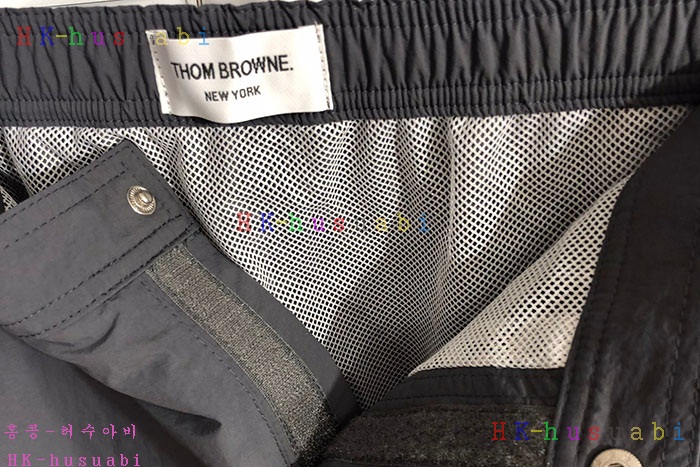 HK-husuabi
THOM BROWNE.
NEW YORK
HK-husuabi
홍콩-허수아비
HK-husuabi
HK-husuabi